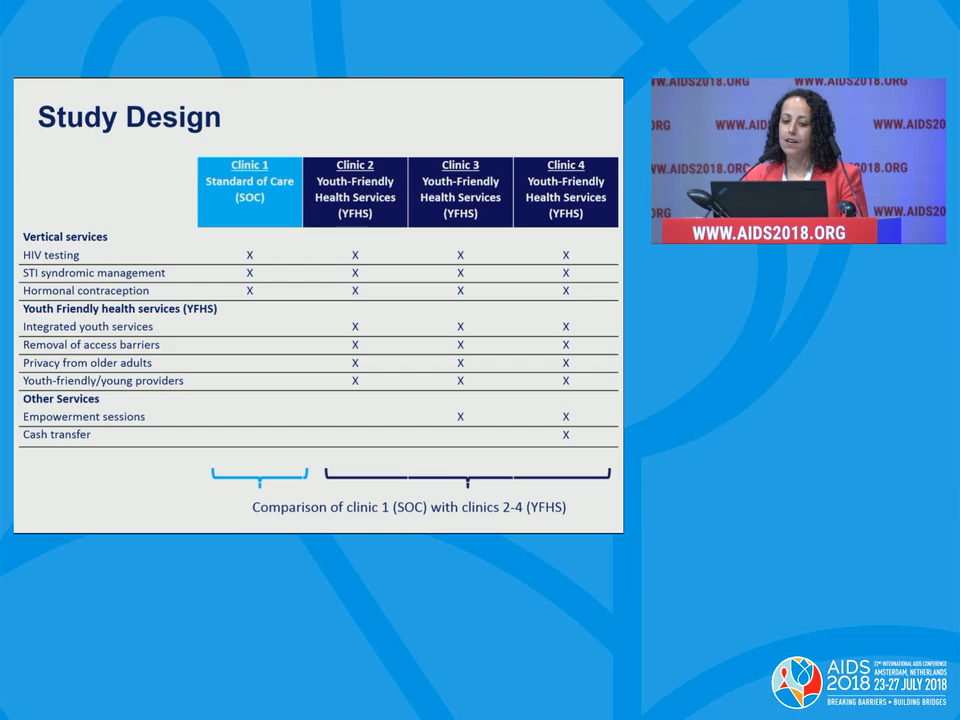 Study Design
Clinic 1
Standard of Care
(SOC)
Clinic 2
Youth-Friendly
Health Services
(YFHS)
Clinic 3
Youth-Friendly
Health Services
(YFHS)
Clinic 4
Youth-Friendly
Health Services
(YFHS)
Vertical services
HIV testing X X X X
STI syndromic management X X X X
Hormonal contraception X X X X
Youth Friendly health services (YFHS)
Integrated youth services X X X
Removal of access barriers X X X
Privacy from older adults X X X
Youth-friendly/young providers X X X
Other Services
Empowerment sessions X X
Cash transfer X
Comparison of clinic 1 (SOC) with clinics 2-4 (YFHS)
WW.AIDS2018.ORG WWW.AIDS2018.ORG
ORG WWW.AID WWW.AIDS20
WW.AIDS2018.ORG WWW.AIDS2018.ORG
ORG WWW.AIDS20
WWW.AIDS2018.ORG
AIDS
2018
22ND INTERNATIONAL AIDS CONFERENCE
AMSTERDAM, NETHERLANDS
23-27 JULY 2018
BREAKING BARRIERS • BUILDING BRIDGES